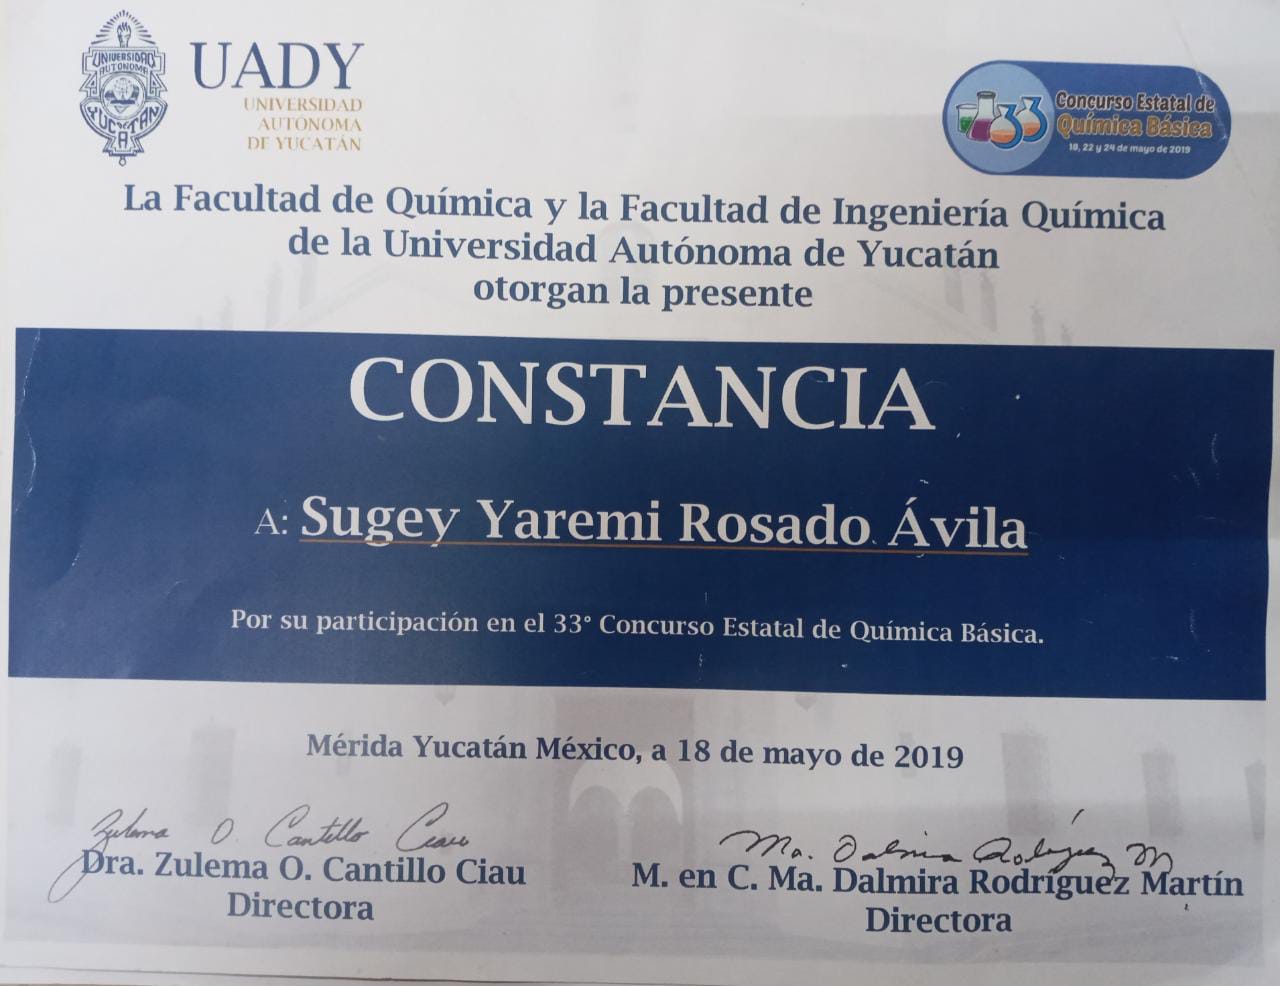 UNIVERSIDAD
AUTÓNOMA
YUCATAN
UADY
UNIVERSIDAD
AUTÓNOMA
DE YUCATÁN
33
Concurso Estatal de
Química Básica
18, 22 y 24 de mayo de 2019
La Facultad de Química y la Facultad de Ingeniería Química
de la Universidad Autónoma de Yucatán
otorgan la presente
CONSTANCIA
A: Sugey Yaremi Rosado Ávila
Por su participación en el 33° Concurso Estatal de Química Básica.
Mérida Yucatán México, a 18 de mayo de 2019
Zulema O. Cantillo Ciau
Dra. Zulema O. Cantillo Ciau
Directora
Ma. Dalmira Rodríguez M
M. en C. Ma. Dalmira Rodríguez Martín
Directora